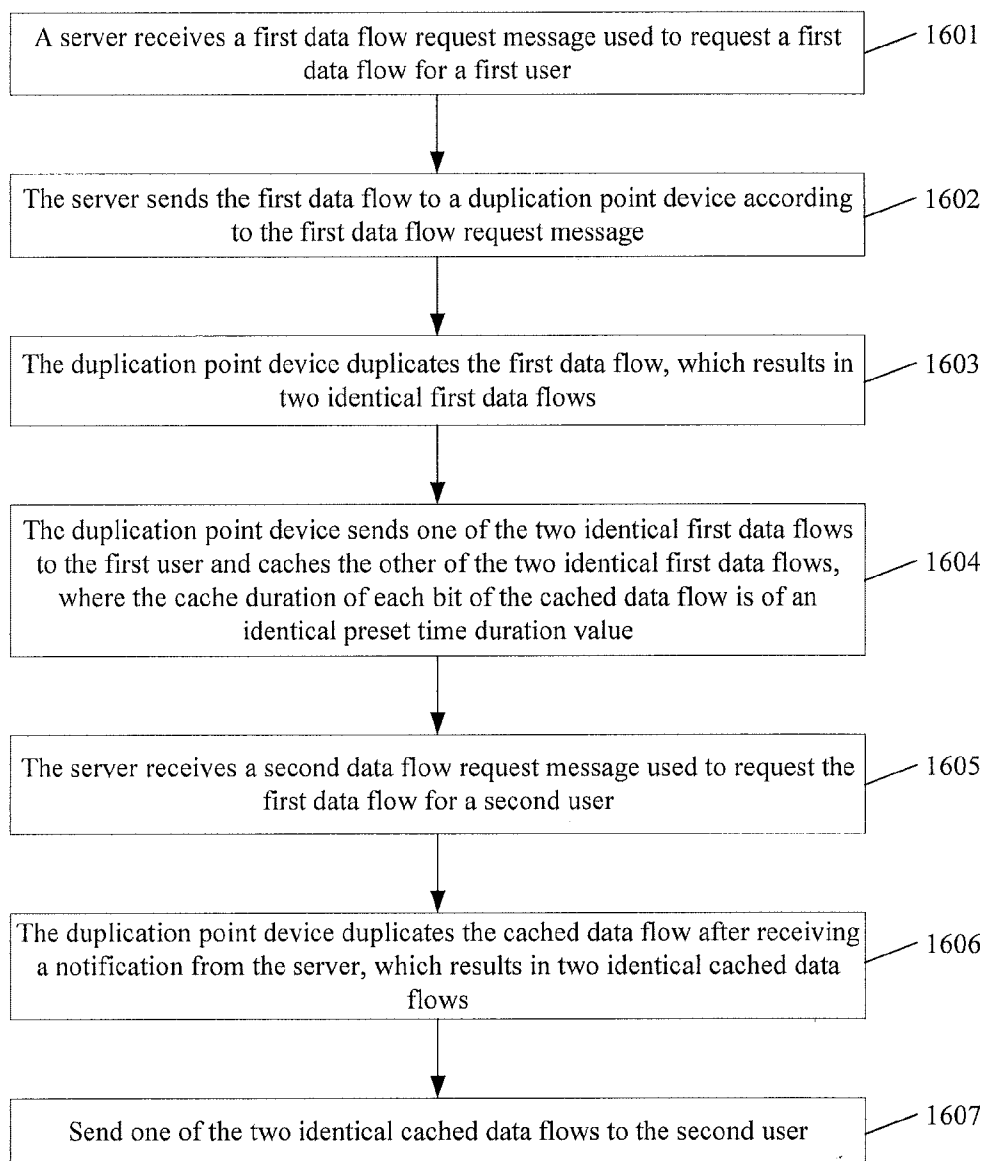 A server receives a first data flow request message used to request a first
data flow for a first user
1601
The server sends the first data flow to a duplication point device according
to the first data flow request message
1602
The duplication point device duplicates the first data flow, which results in
two identical first data flows
1603
The duplication point device sends one of the two identical first data flows
to the first user and caches the other of the two identical first data flows,
where the cache duration of each bit of the cached data flow is of an
identical preset time duration value
1604
The server receives a second data flow request message used to request the
first data flow for a second user
1605
The duplication point device duplicates the cached data flow after receiving
a notification from the server, which results in two identical cached data
flows
1606
Send one of the two identical cached data flows to the second user
1607